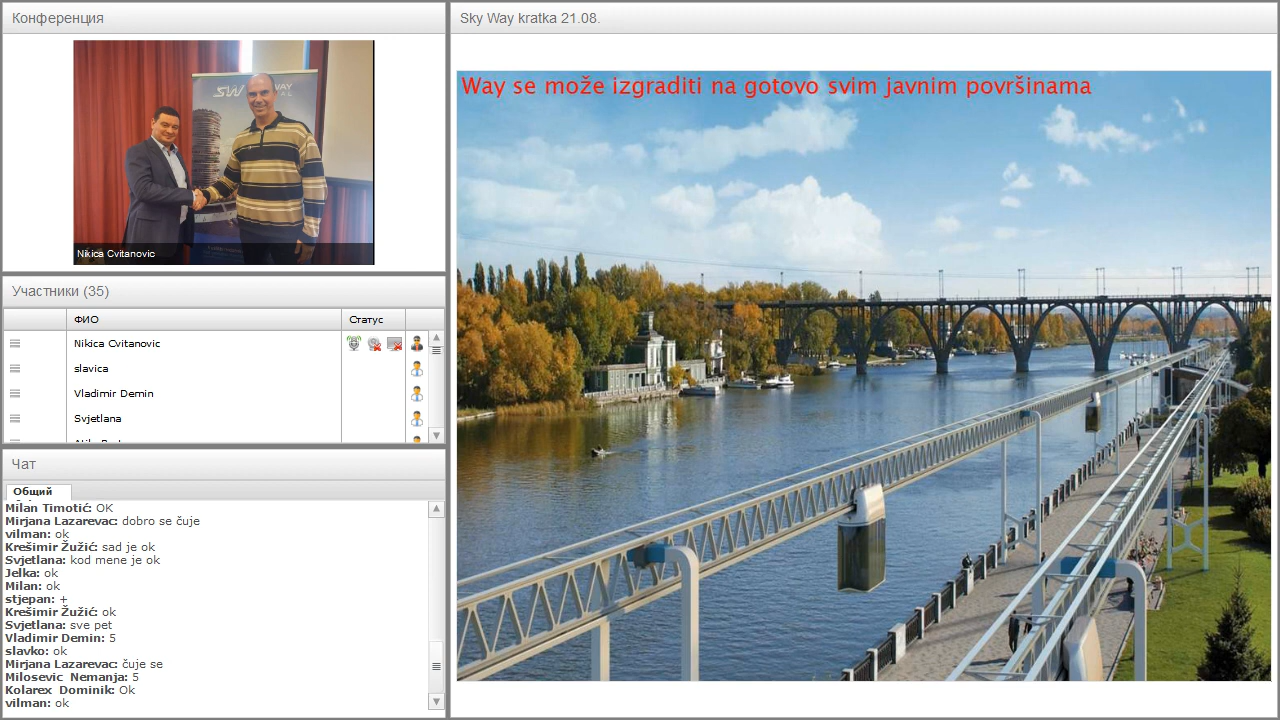 Конференция
SW WAY
Nikica Cvitanovic
Участники (35)
ФИО Статус
Nikica Cvitanovic
slavica
Vladimir Demin
Svjetlana
Чат
Общий
Milan Timotić: OK
Mirjana Lazarevac: dobro se čuje
vilman: ok
Krešimir Žužić: sad je ok
Svjetlana: kod mene je ok
Jelka: ok
Milan: ok
stjepan: +
Krešimir Žužić: ok
Svjetlana: sve pet
Vladimir Demin: 5
slavko: ok
Mirjana Lazarevac: čuje se
Milosevic Nemanja: 5
Kolarex Dominik: Ok
vilman: ok
Sky Way kratka 21.08.
Way se može izgraditi na gotovo svim javnim površinama